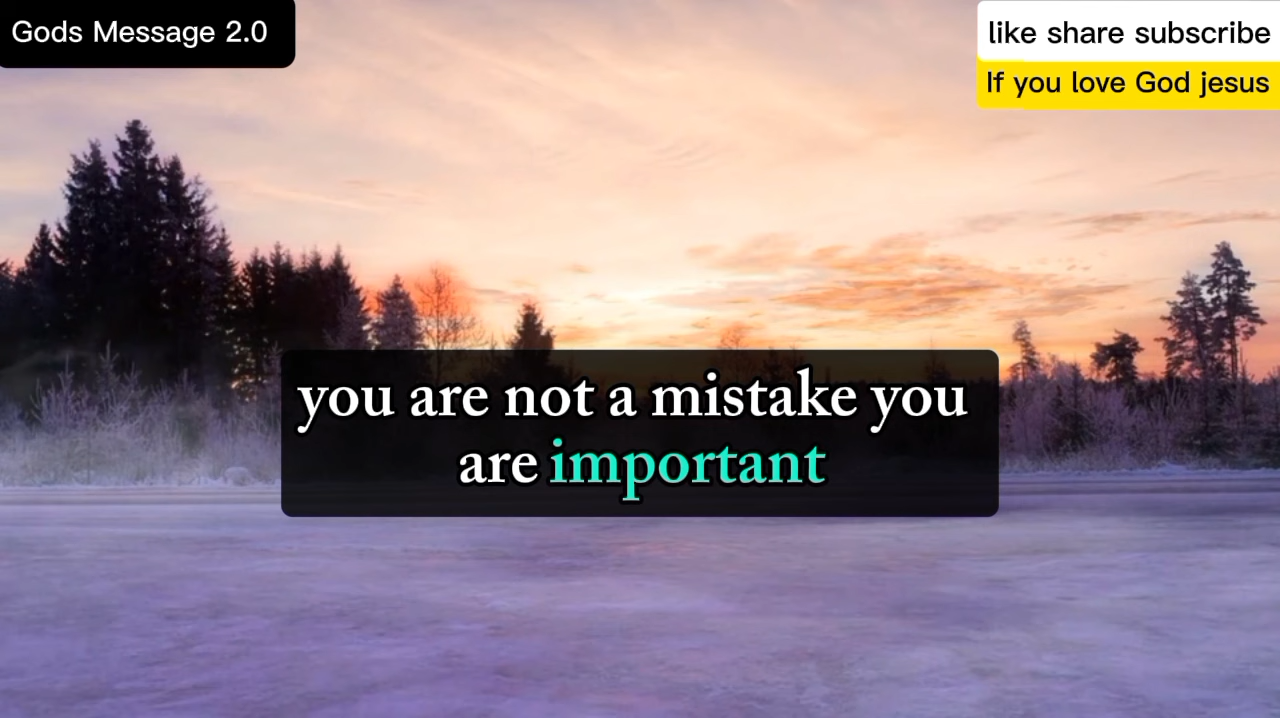 Gods Message 2.0
like share subscribe
If you love God jesus
you are not a mistake you
are important